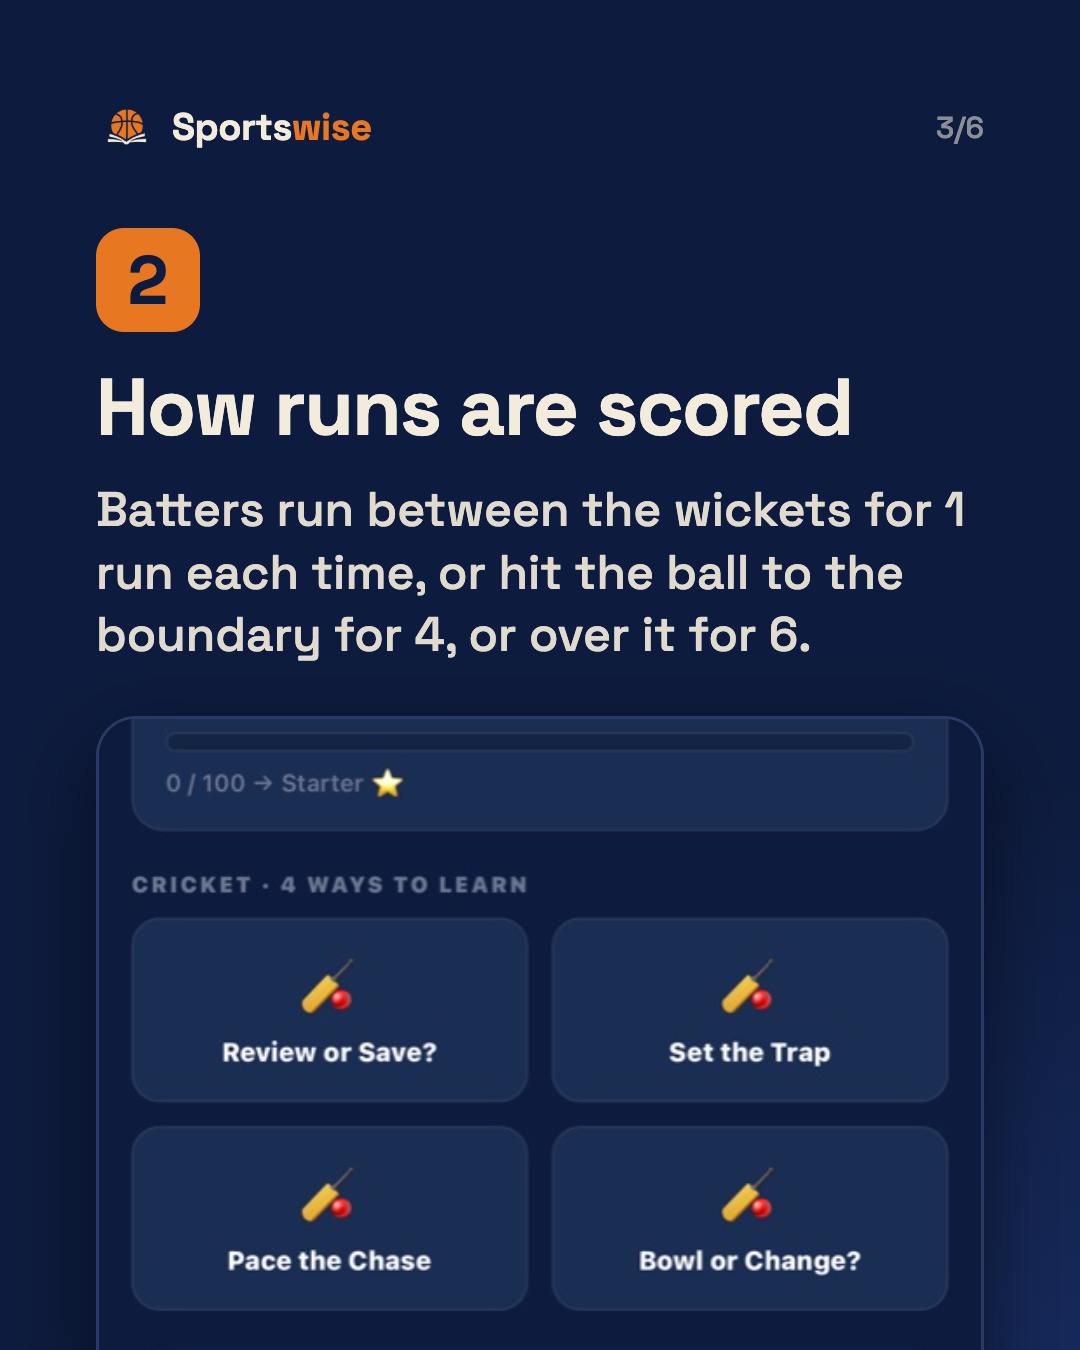 Sportswise
3/6
2
How runs are scored
Batters run between the wickets for 1
run each time, or hit the ball to the
boundary for 4, or over it for 6.
0 / 100 → Starter ⭐
CRICKET · 4 WAYS TO LEARN
Review or Save?
Set the Trap
Pace the Chase
Bowl or Change?